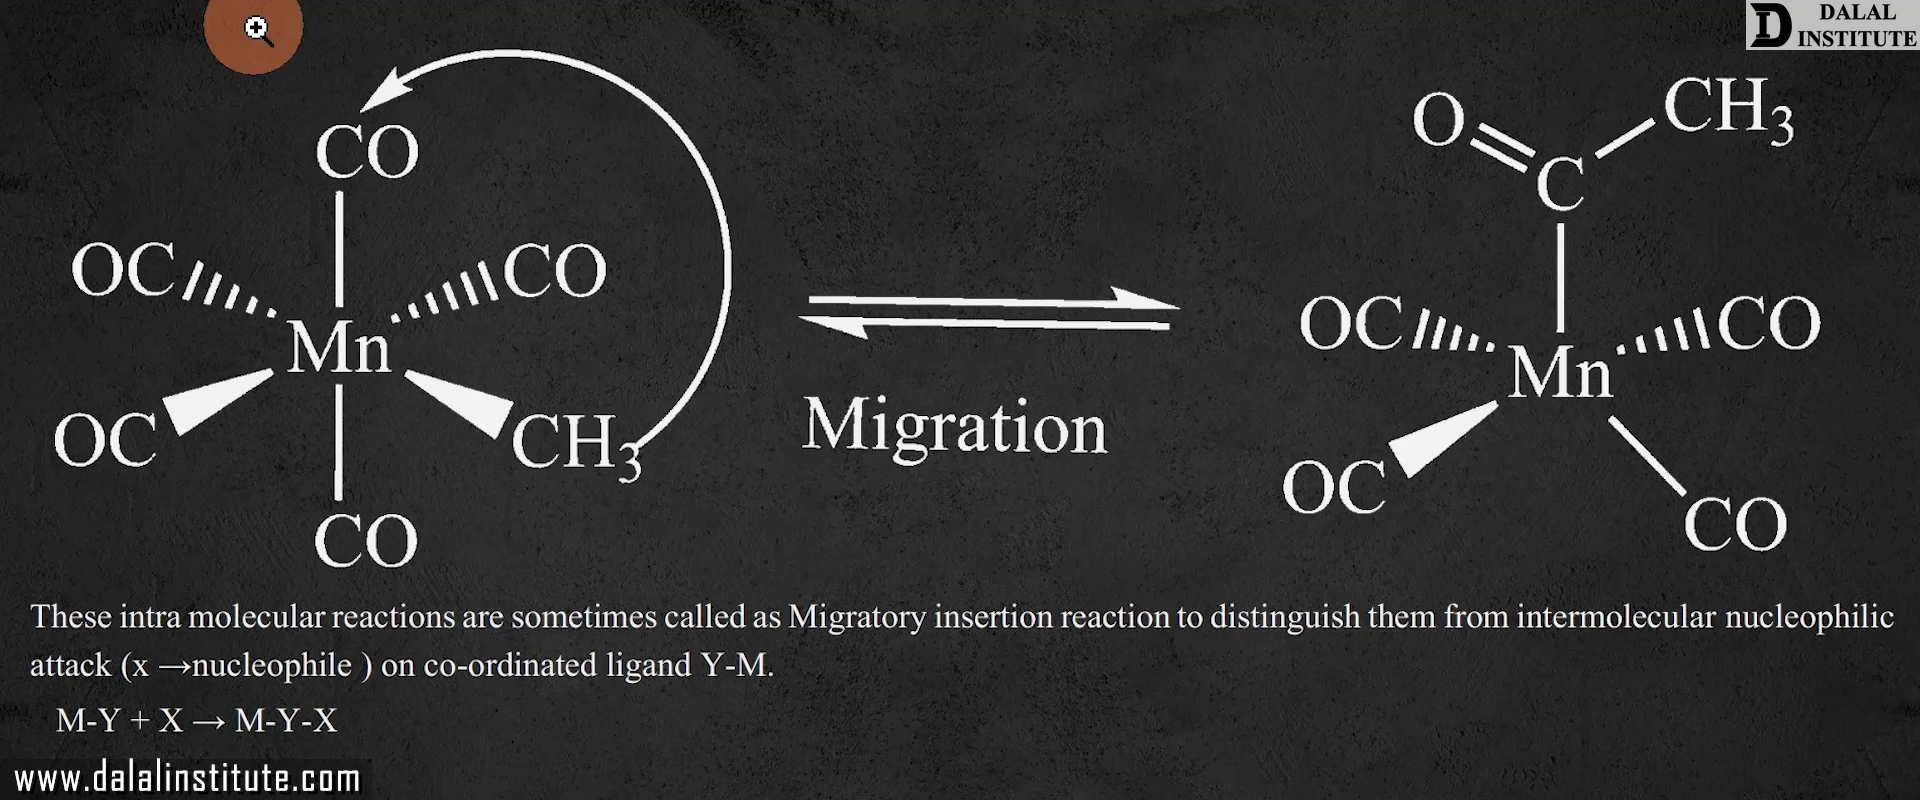 DALAL
INSTITUTE
CO
OC
CO
Mn
OC
CH3
CO
Migration
O
CH3
C
OC
CO
Mn
OC
CO
These intra molecular reactions are sometimes called as Migratory insertion reaction to distinguish them from intermolecular nucleophilic
attack (x →nucleophile ) on co-ordinated ligand Y-M.
M-Y + X → M-Y-X
www.dalalinstitute.com